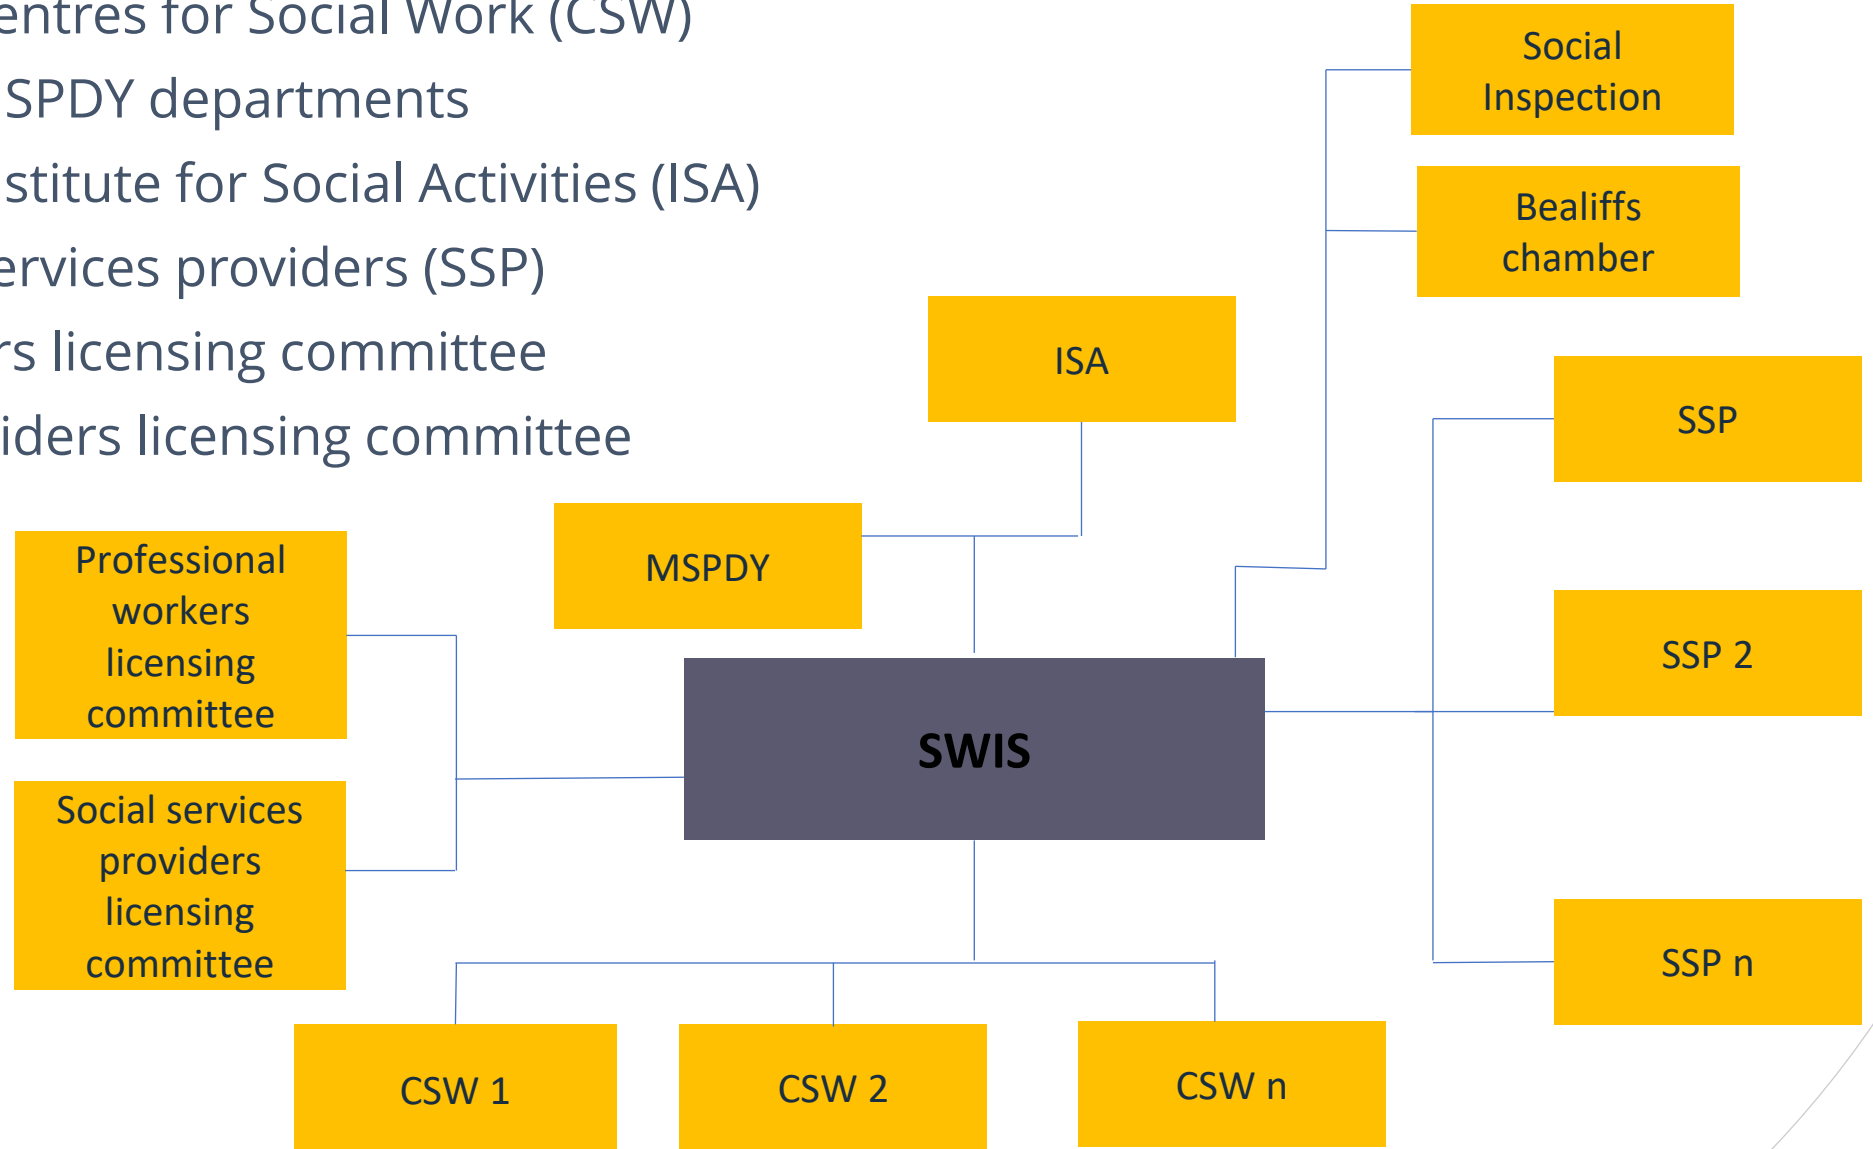 entres for Social Work (CSW)
SPDY departments
stitute for Social Activities (ISA)
ervices providers (SSP)
rs licensing committee
iders licensing committee
Social
Inspection
Bealiffs
chamber
ISA
SSP
MSPDY
Professional
workers
licensing
committee
SSP 2
SWIS
Social services
providers
licensing
committee
SSP n
CSW 1
CSW 2
CSW n